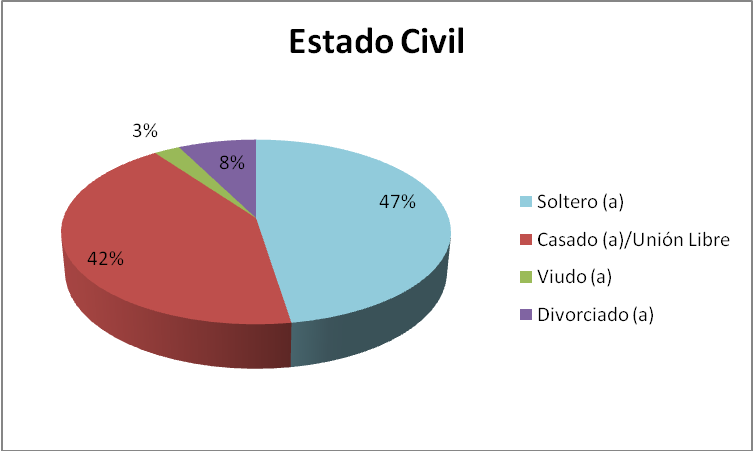 Estado Civil
3%
8%
47%
42%
Soltero (a)
Casado (a)/Unión Libre
Viudo (a)
Divorciado (a)